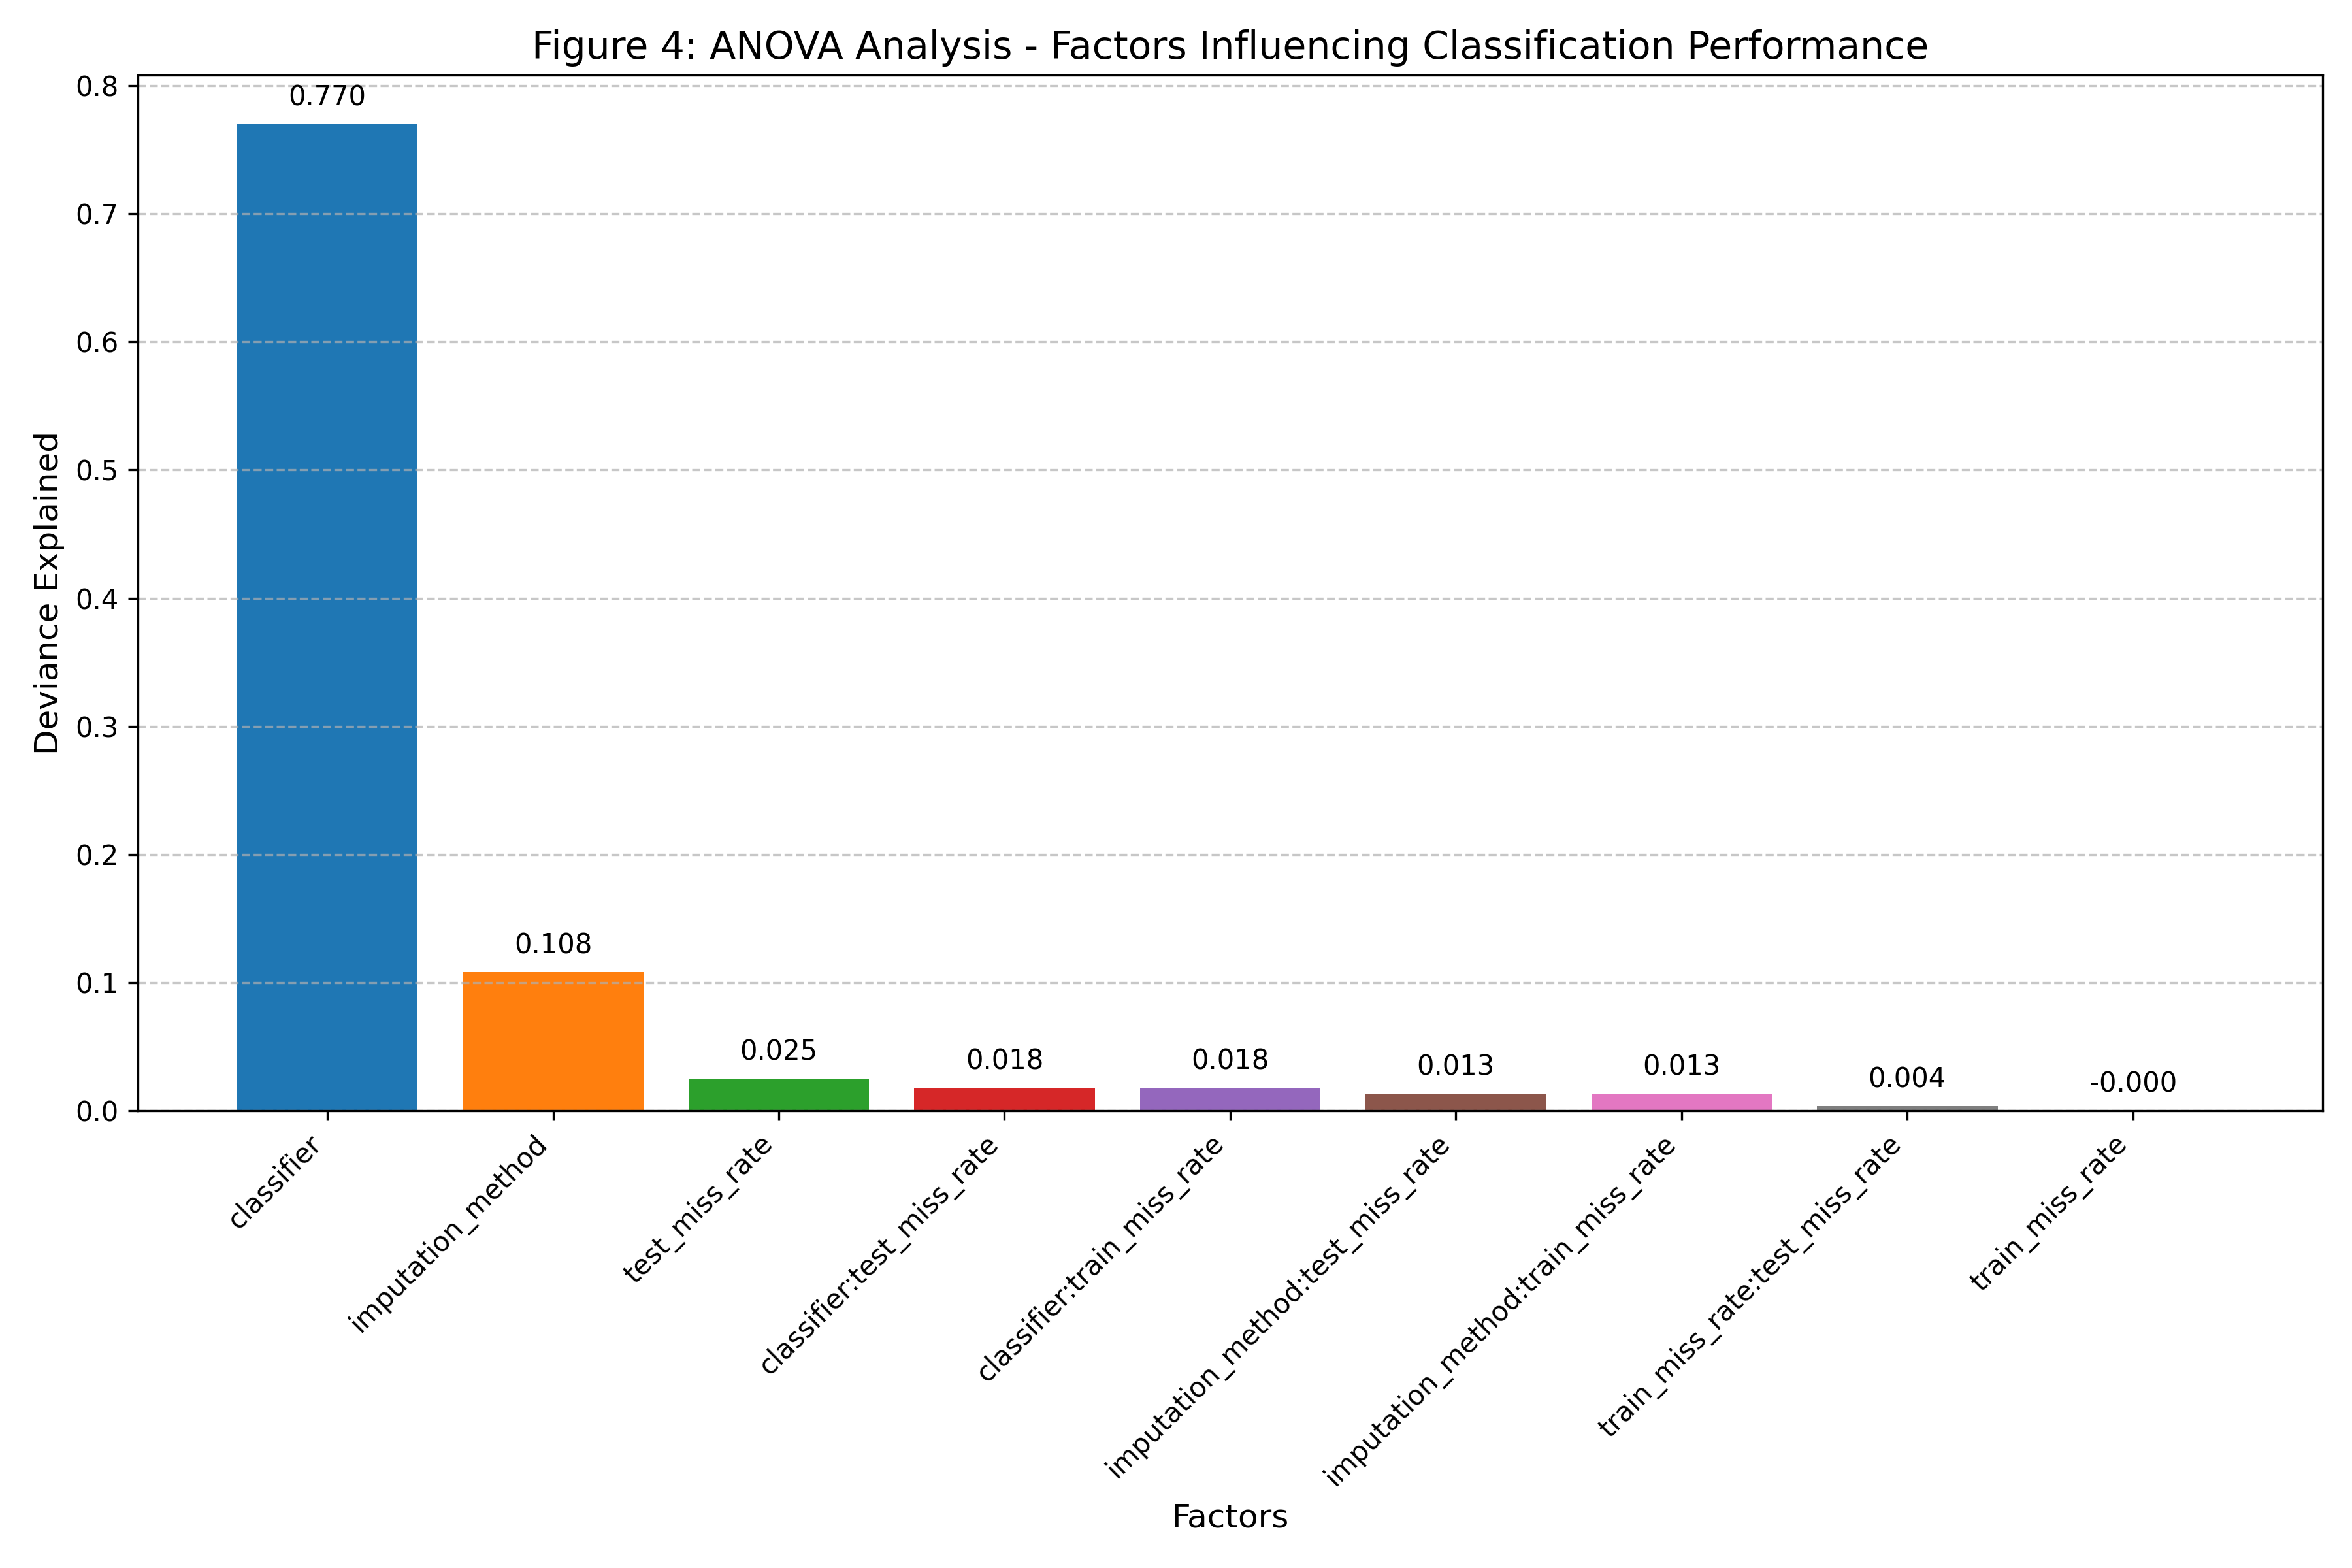 Figure 4: ANOVA Analysis - Factors Influencing Classification Performance
Deviance Explained
0.8
0.7
0.6
0.5
0.4
0.3
0.2
0.1
0.0
0.770
0.108
0.025
0.018
0.018
0.013
0.013
0.004
-0.000
classifier
imputation_method
test_miss_rate
classifier:test_miss_rate
classifier:train_miss_rate
imputation_method:test_miss_rate
imputation_method:train_miss_rate
train_miss_rate:test_miss_rate
train_miss_rate
Factors